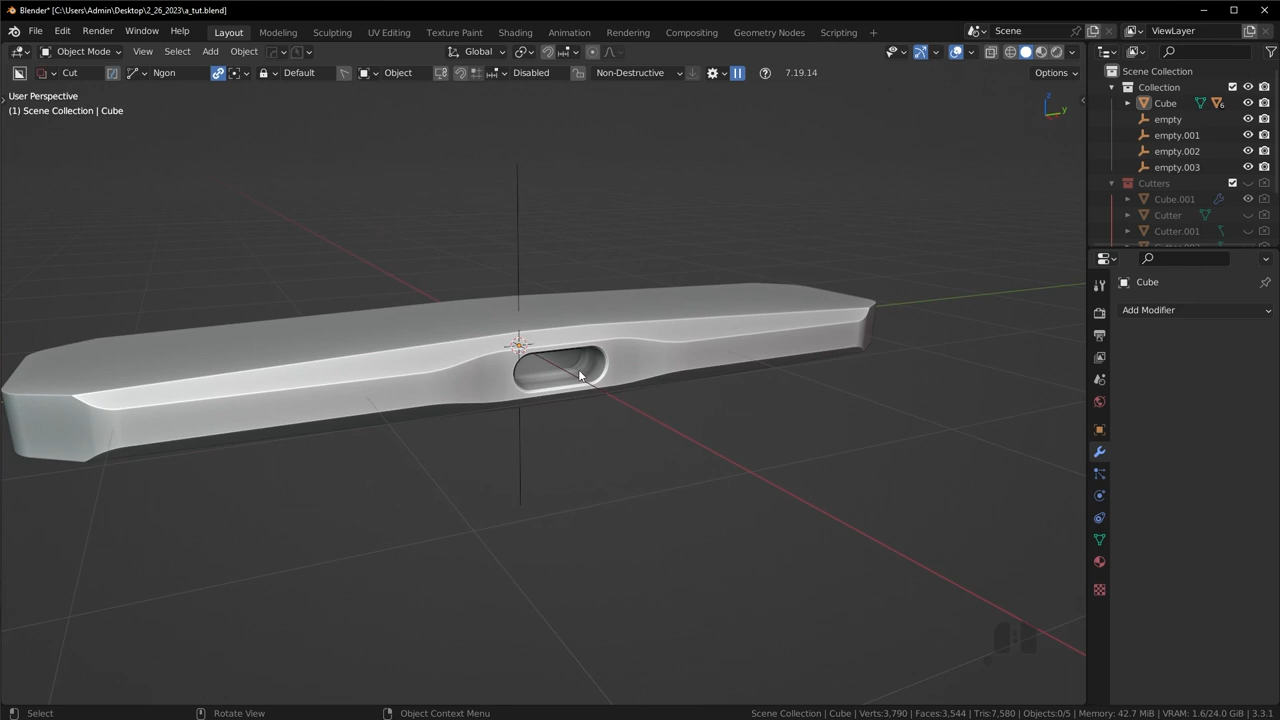 Blender* [C:\Users\Admin\Desktop\2_26_2023\a_tut.blend]
File Edit Render Window Help Layout Modeling Sculpting UV Editing Texture Paint Shading Animation Rendering Compositing Geometry Nodes Scripting Scene ViewLayer
Object Mode View Select Add Object Global
Cut Ngon Default Object Disabled Non-Destructive 7.19.14 Options
User Perspective
(1) Scene Collection | Cube
z
y
Scene Collection
Collection
Cube 6
empty
empty.001
empty.002
empty.003
Cutters
Cube.001
Cutter
Cutter.001
Cube
Add Modifier
Select Rotate View Object Context Menu Scene Collection | Cube | Verts:3,790 | Faces:3,544 | Tris:7,580 | Objects:0/5 | Memory: 42.7 MiB | VRAM: 1.6/24.0 GiB | 3.3.1